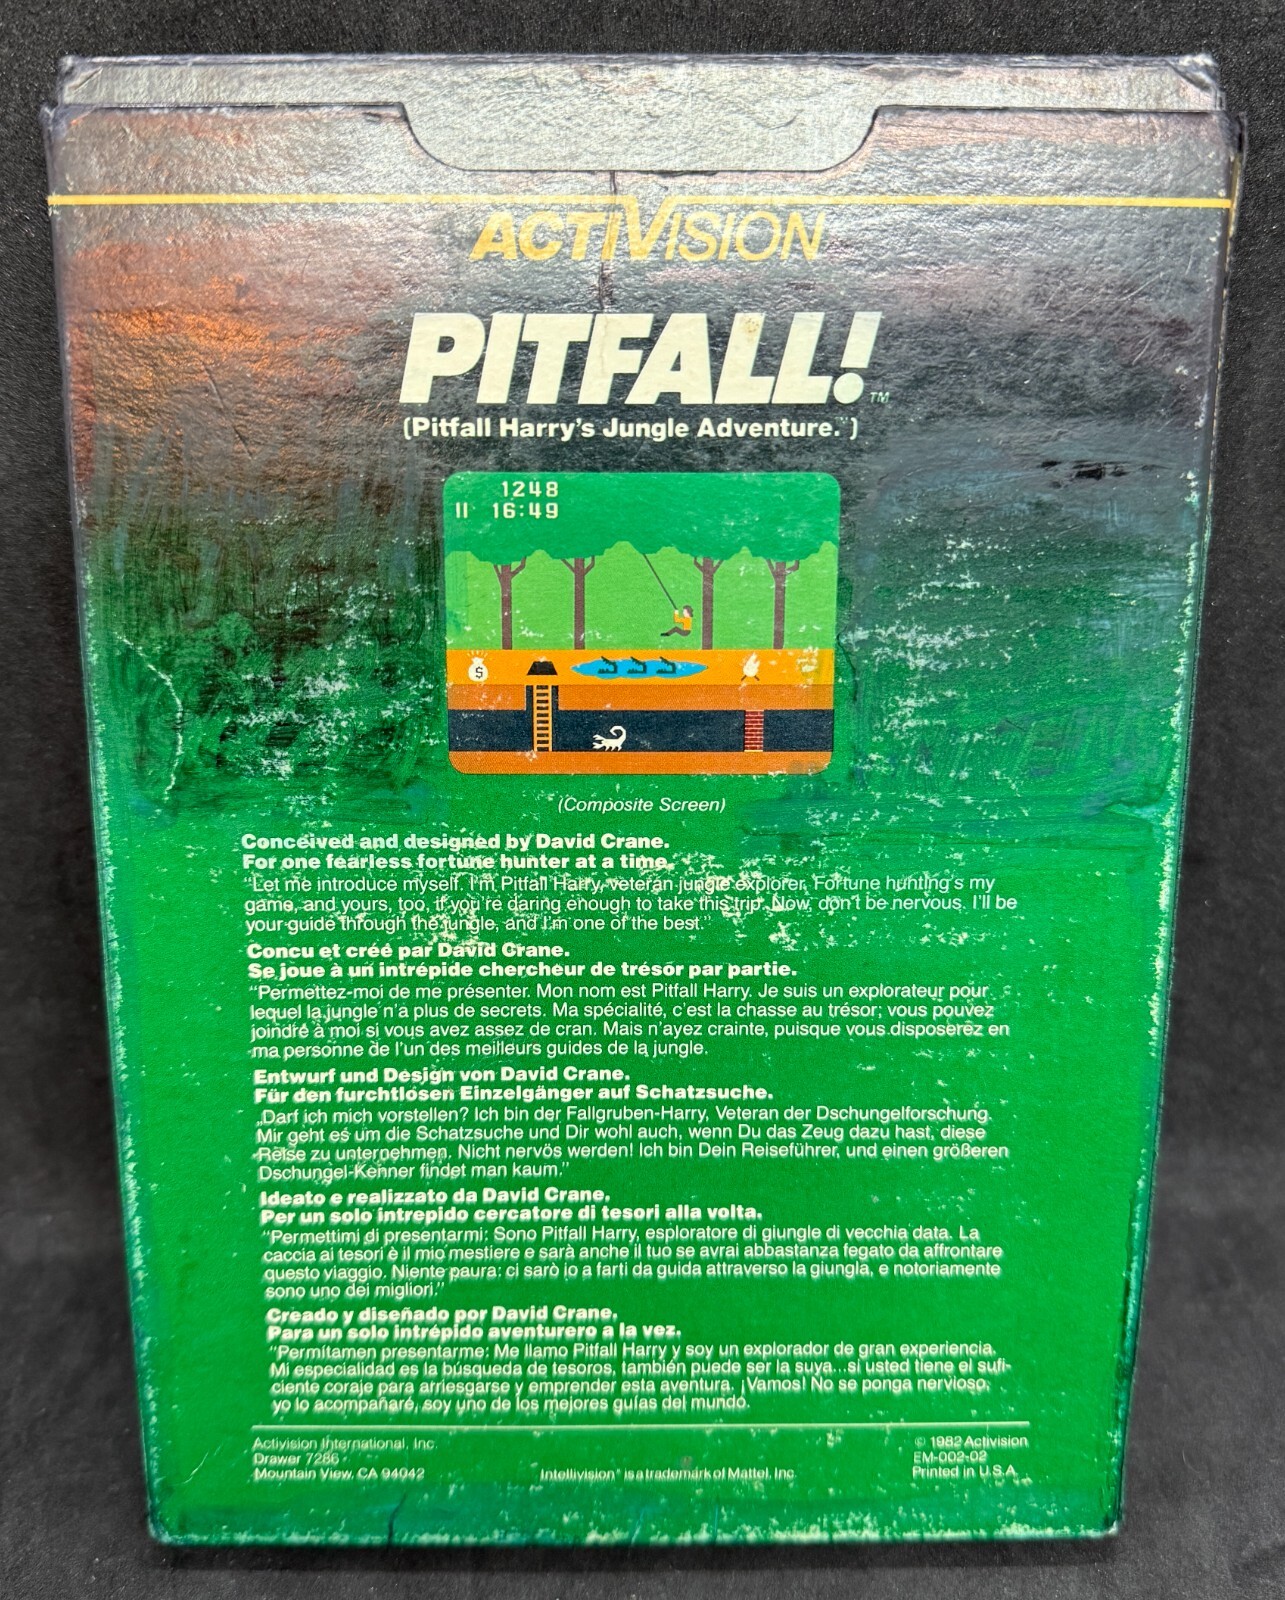 ACTIVISION
PITFALL!™
(Pitfall Harry's Jungle Adventure.™)
1248
II 16:49
$
(Composite Screen)
Conceived and designed by David Crane.
For one fearless fortune hunter at a time.
"Let me introduce myself. I'm Pitfall Harry, veteran jungle explorer. Fortune hunting's my
game, and yours, too, if you're daring enough to take this trip. Now, don't be nervous. I'll be
your guide through the jungle, and I'm one of the best."
Concu et créé par David Crane.
Se joue à un intrépide chercheur de trésor par partie.
"Permettez-moi de me présenter. Mon nom est Pitfall Harry. Je suis un explorateur pour
lequel la jungle n'a plus de secrets. Ma spécialité, c'est la chasse au trésor; vous pouvez
joindre à moi si vous avez assez de cran. Mais n'ayez crainte, puisque vous disposerez en
ma personne de l'un des meilleurs guides de la jungle.
Entwurf und Design von David Crane.
Für den furchtlosen Einzelgänger auf Schatzsuche.
„Darf ich mich vorstellen? Ich bin der Fallgruben-Harry, Veteran der Dschungelforschung.
Mir geht es um die Schatzsuche und Dir wohl auch, wenn Du das Zeug dazu hast, diese
Reise zu unternehmen. Nicht nervös werden! Ich bin Dein Reiseführer, und einen größeren
Dschungel-Kenner findet man kaum."
Ideato e realizzato da David Crane.
Per un solo intrepido cercatore di tesori alla volta.
"Permettimi di presentarmi: Sono Pitfall Harry, esploratore di giungle di vecchia data. La
caccia ai tesori è il mio mestiere e sarà anche il tuo se avrai abbastanza fegato da affrontare
questo viaggio. Niente paura: ci sarò io a farti da guida attraverso la giungla, e notoriamente
sono uno dei migliori."
Creado y diseñado por David Crane.
Para un solo intrépido aventurero a la vez.
"Permítamen presentarme: Me llamo Pitfall Harry y soy un explorador de gran experiencia.
Mi especialidad es la búsqueda de tesoros, también puede ser la suya...si usted tiene el sufi-
ciente coraje para arriesgarse y emprender esta aventura. ¡Vamos! No se ponga nervioso,
yo lo acompañaré, soy uno de los mejores guías del mundo.
Activision International, Inc.
Drawer 7286
Mountain View, CA 94042
Intellivision® is a trademark of Mattel, Inc.
© 1982 Activision
EM-002-02
Printed in U.S.A.